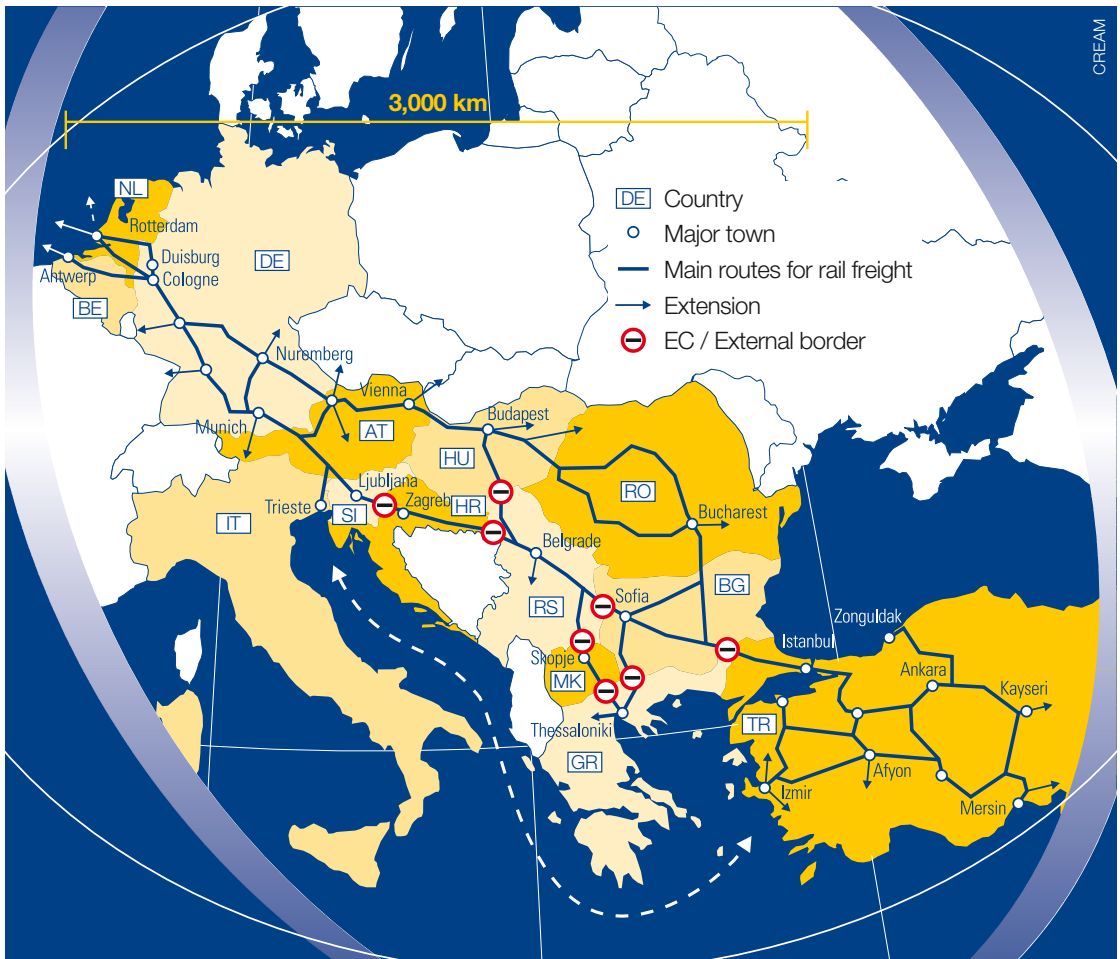 CREAM
3,000 km
DE Country
Major town
Main routes for rail freight
Extension
EC / External border
NL
Rotterdam
Duisburg
Antwerp
Cologne
DE
BE
Nuremberg
Vienna
Budapest
Munich
AT
HU
Ljubljana
RO
Trieste
Zagreb
HR
IT
SI
Bucharest
Belgrade
BG
RS
Sofia
Zonguldak
Istanbul
Skopje
MK
Ankara
Kayseri
Thessaloniki
TR
GR
Afyon
Izmir
Mersin